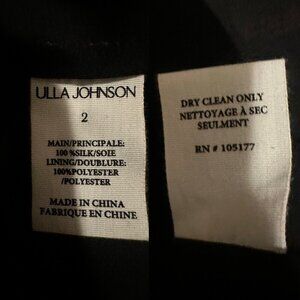 ULLA JOHNSON
2
MAIN/PRINCIPALE:
100%SILK/SOIE
LINING/DOUBLURE:
100%POLYESTER
/POLYESTER
MADE IN CHINA
FABRIQUE EN CHINE
DRY CLEAN ONLY
NETTOYAGE À SEC
SEULMENT
RN # 105177